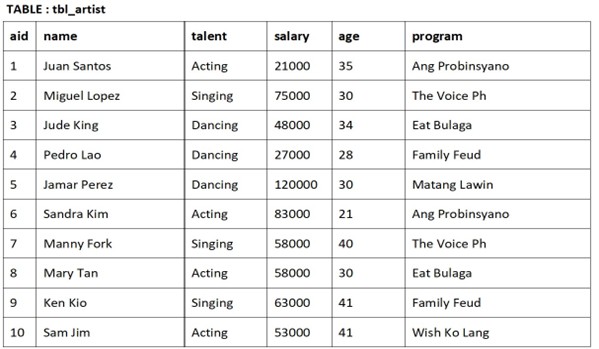 TABLE : tbl_artist
aid name talent salary age program
1 Juan Santos Acting 21000 35 Ang Probinsyano
2 Miguel Lopez Singing 75000 30 The Voice Ph
3 Jude King Dancing 48000 34 Eat Bulaga
4 Pedro Lao Dancing 27000 28 Family Feud
5 Jamar Perez Dancing 120000 30 Matang Lawin
6 Sandra Kim Acting 83000 21 Ang Probinsyano
7 Manny Fork Singing 58000 40 The Voice Ph
8 Mary Tan Acting 58000 30 Eat Bulaga
9 Ken Kio Singing 63000 41 Family Feud
10 Sam Jim Acting 53000 41 Wish Ko Lang